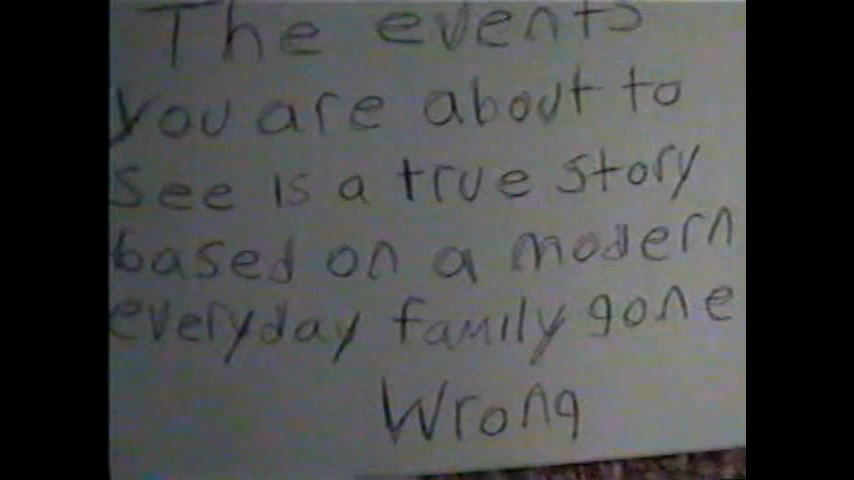 The events
you are about to
see is a true story
based on a modern
everyday family gone
Wrong